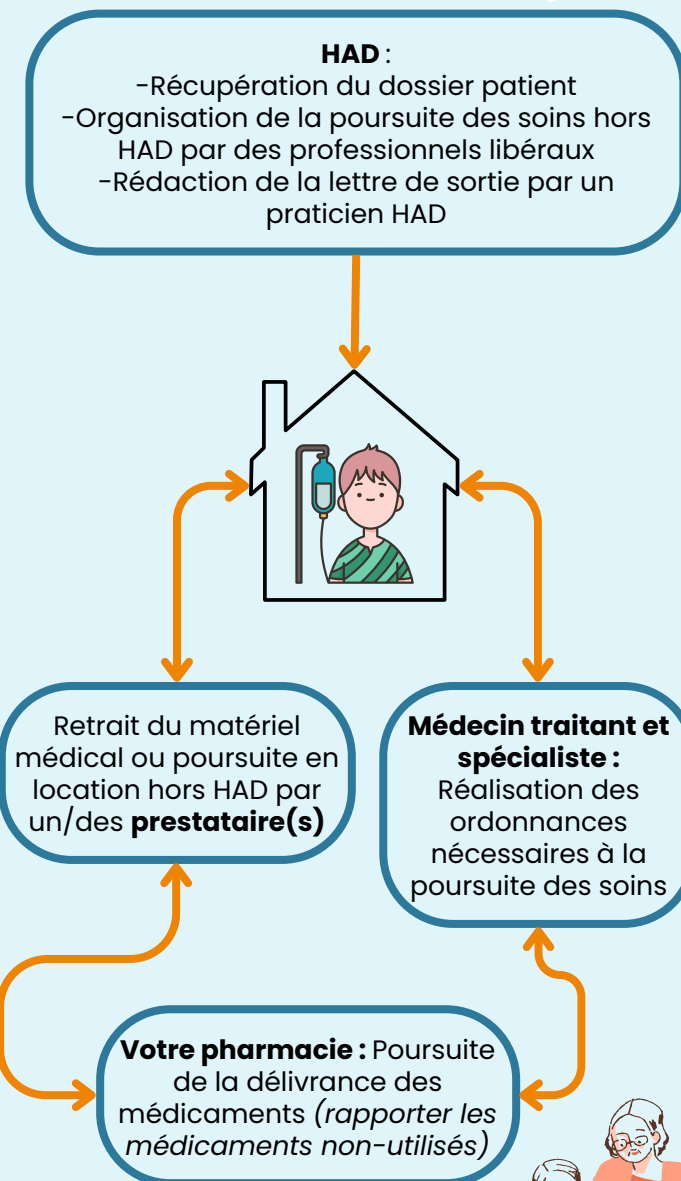 HAD :
-Récupération du dossier patient
-Organisation de la poursuite des soins hors
HAD par des professionnels libéraux
-Rédaction de la lettre de sortie par un
praticien HAD
Retrait du matériel
médical ou poursuite en
location hors HAD par
un/des prestataire(s)
Médecin traitant et
spécialiste :
Réalisation des
ordonnances
nécessaires à la
poursuite des soins
Votre pharmacie : Poursuite
de la délivrance des
médicaments (rapporter les
médicaments non-utilisés)